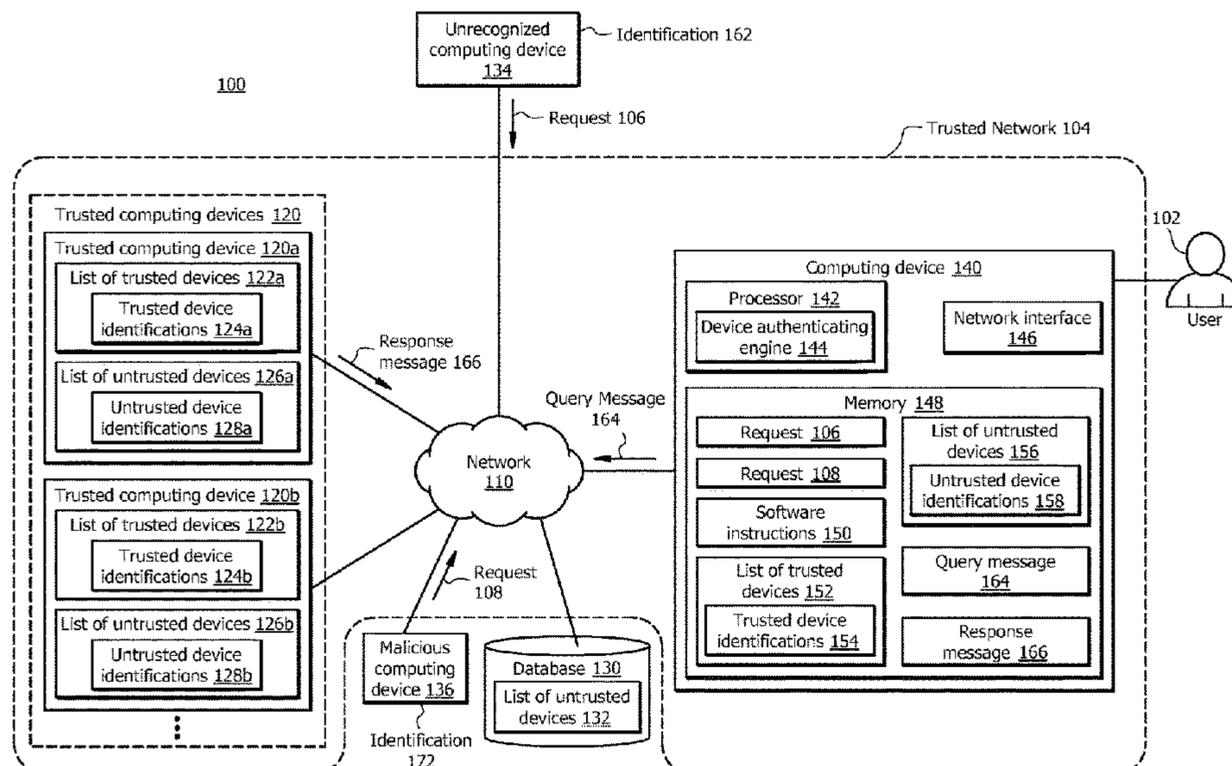 Unrecognized
computing device
134
Identification 162
100
Request 106
Trusted Network 104
Trusted computing devices 120
Trusted computing device 120a
List of trusted devices 122a
Trusted device
identifications 124a
List of untrusted devices 126a
Untrusted device
identifications 128a
Trusted computing device 120b
List of trusted devices 122b
Trusted device
identifications 124b
List of untrusted devices 126b
Untrusted device
identifications 128b
Response
message 166
Network
110
Query Message
164
Request
108
Malicious
computing
device 136
Identification
172
Database 130
List of untrusted
devices 132
Computing device 140
Processor 142
Device authenticating
engine 144
Network interface
146
Memory 148
Request 106
Request 108
Software
instructions 150
List of trusted
devices 152
Trusted device
identifications 154
List of untrusted
devices 156
Untrusted device
identifications 158
Query message
164
Response
message 166
102
User